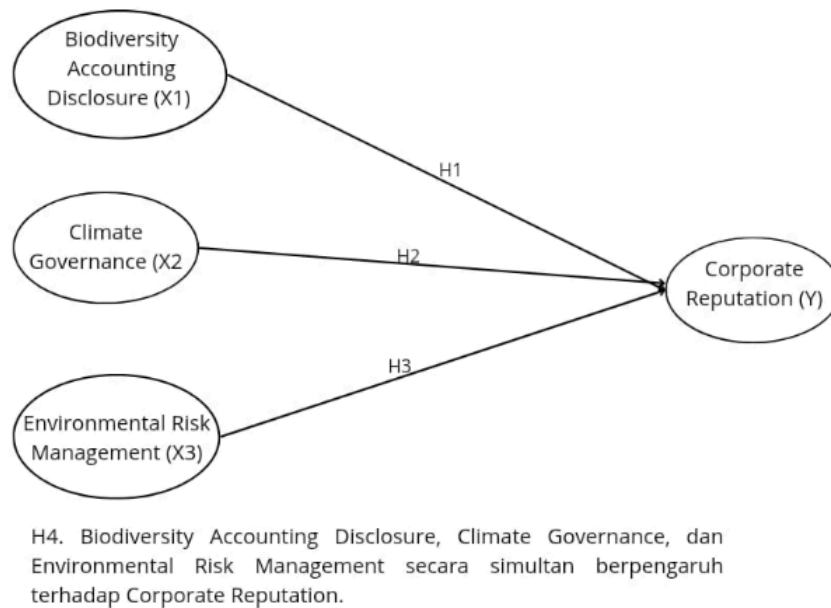 Biodiversity
Accounting
Disclosure (X1)
H1
Climate
Governance (X2
H2
Corporate
Reputation (Y)
H3
Environmental Risk
Management (X3)
H4. Biodiversity Accounting Disclosure, Climate Governance, dan
Environmental Risk Management secara simultan berpengaruh
terhadap Corporate Reputation.